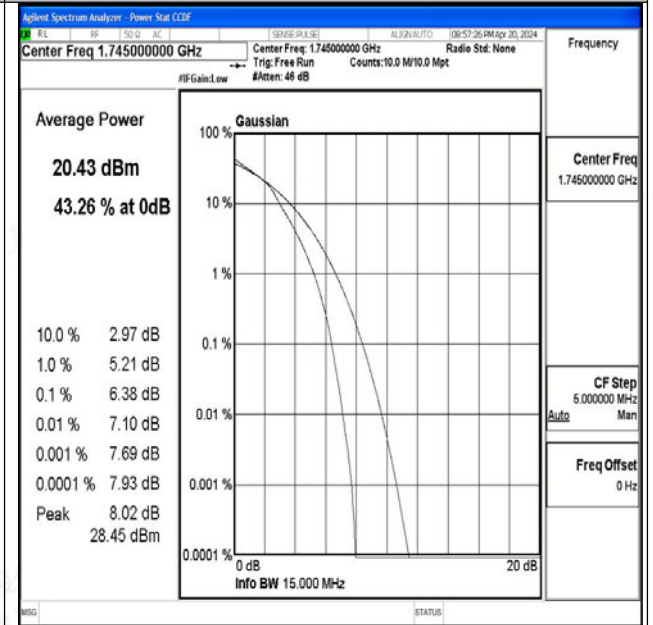 Agilent Spectrum Analyzer - Power Stat CCDF
RL RF 50 Ω AC SENSE:PULSE ALIGN AUTO 08:57:26 PM Apr 20, 2024
Center Freq 1.745000000 GHz
Center Freq: 1.745000000 GHz Radio Std: None
Trig: Free Run Counts:10.0 M/10.0 Mpt
#IFGain:Low #Atten: 46 dB
Frequency
Average Power
20.43 dBm
43.26 % at 0dB
10.0 % 2.97 dB
1.0 % 5.21 dB
0.1 % 6.38 dB
0.01 % 7.10 dB
0.001 % 7.69 dB
0.0001 % 7.93 dB
Peak 8.02 dB
28.45 dBm
Gaussian
100 %
10 %
1 %
0.1 %
0.01 %
0.001 %
0.0001 %
0 dB 20 dB
Info BW 15.000 MHz
Center Freq
1.745000000 GHz
CF Step
5.000000 MHz
Auto Man
Freq Offset
0 Hz
MSG STATUS